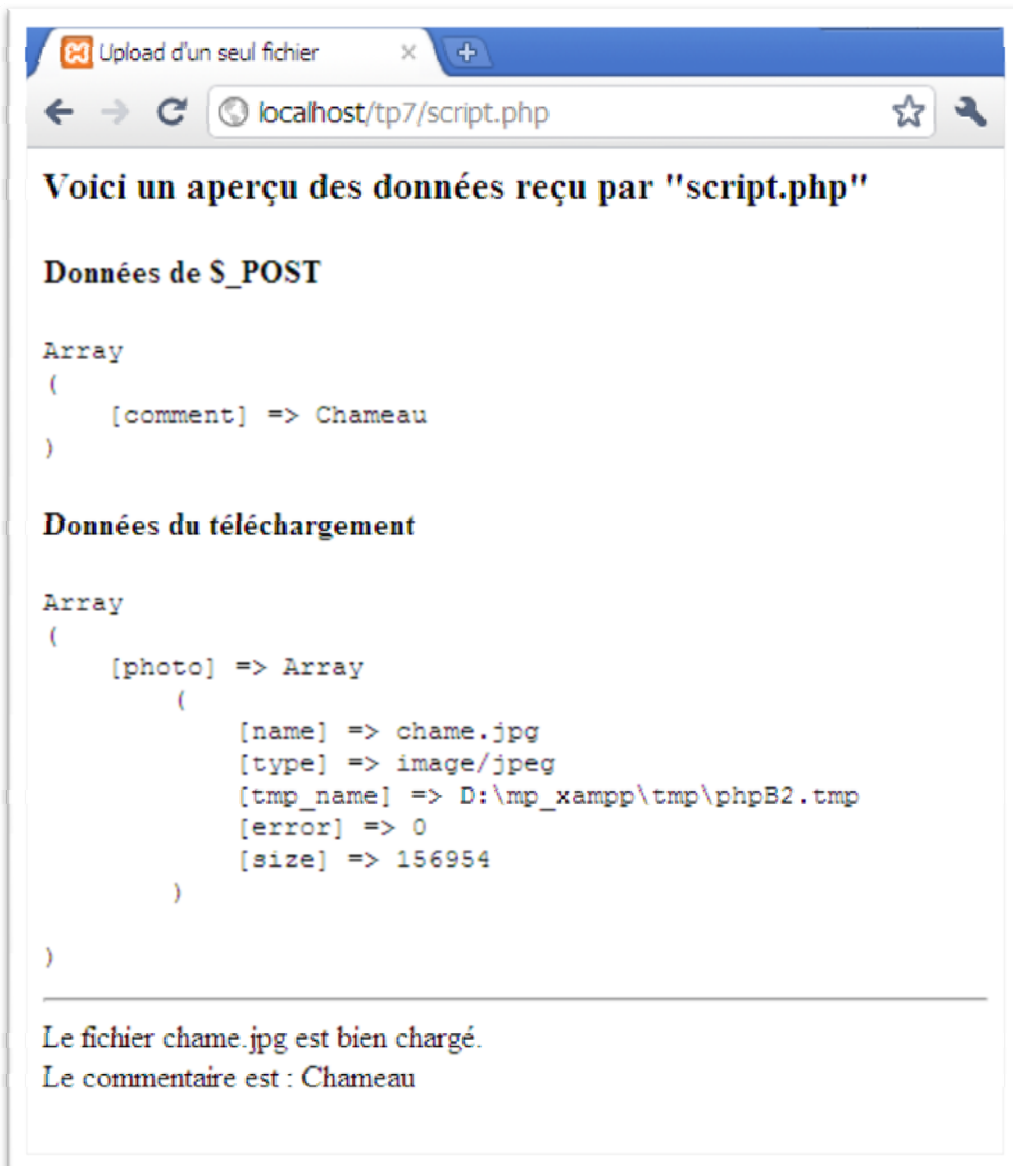 Upload d'un seul fichier
localhost/tp7/script.php
Voici un aperçu des données reçu par "script.php"
Données de $_POST
Array
(
    [comment] => Chameau
)
Données du téléchargement
Array
(
    [photo] => Array
        (
            [name] => chame.jpg
            [type] => image/jpeg
            [tmp_name] => D:\mp_xampp\tmp\phpB2.tmp
            [error] => 0
            [size] => 156954
        )
)
Le fichier chame.jpg est bien chargé.
Le commentaire est : Chameau